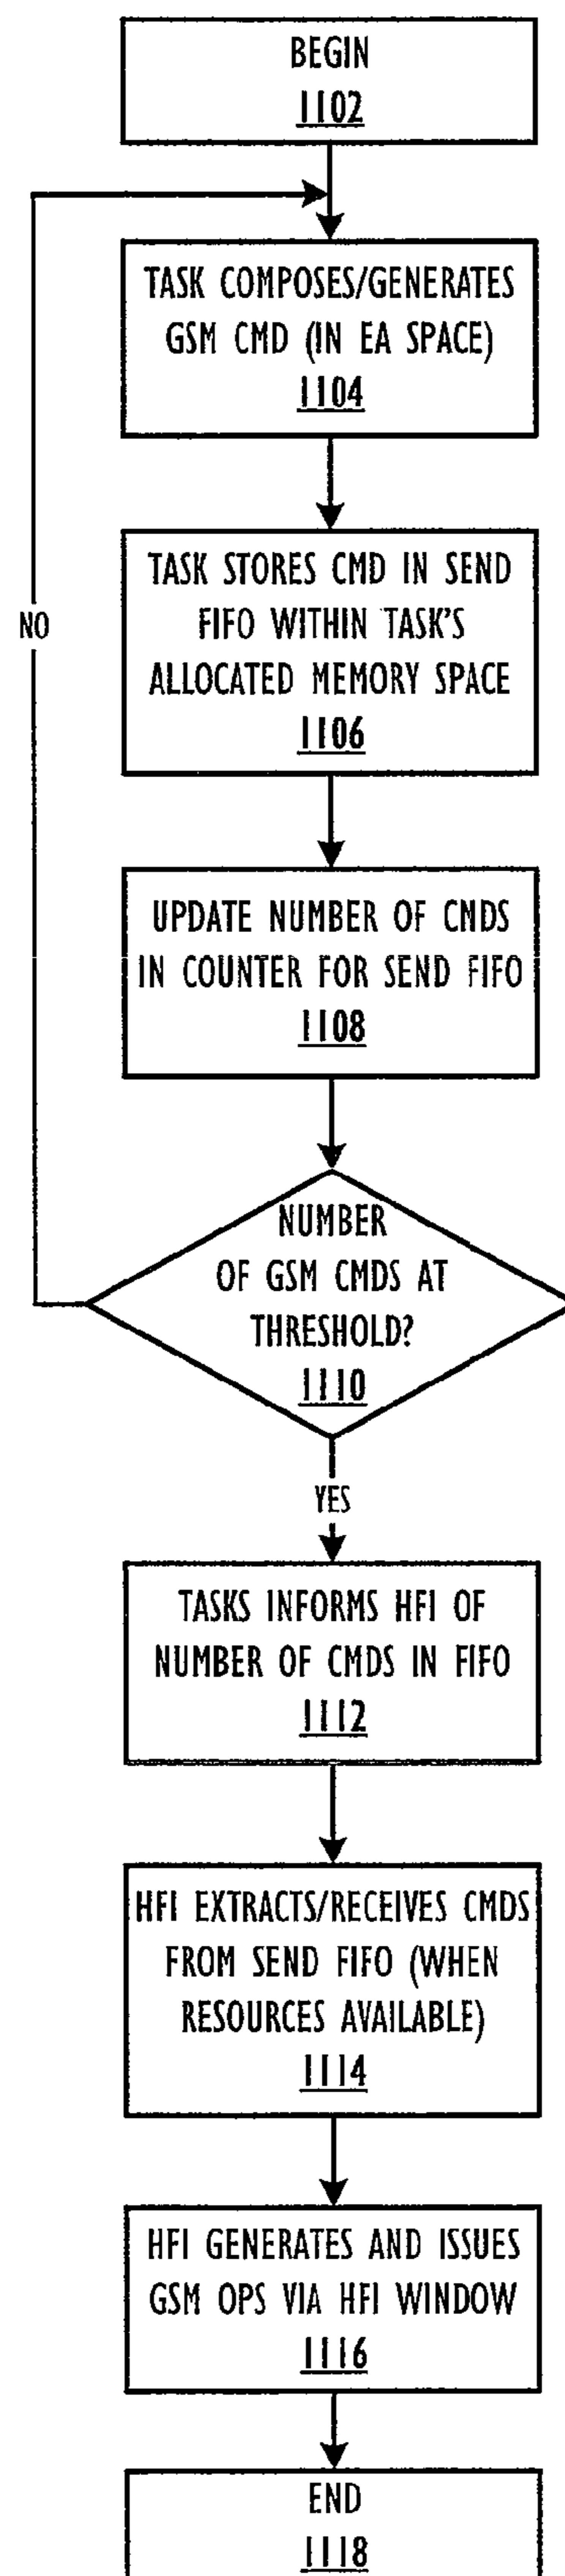 BEGIN
1102
TASK COMPOSES/GENERATES
GSM CMD (IN EA SPACE)
1104
TASK STORES CMD IN SEND
FIFO WITHIN TASK'S
ALLOCATED MEMORY SPACE
1106
NO
UPDATE NUMBER OF CMDS
IN COUNTER FOR SEND FIFO
1108
NUMBER
OF GSM CMDS AT
THRESHOLD?
1110
YES
TASKS INFORMS HFI OF
NUMBER OF CMDS IN FIFO
1112
HFI EXTRACTS/RECEIVES CMDS
FROM SEND FIFO (WHEN
RESOURCES AVAILABLE)
1114
HFI GENERATES AND ISSUES
GSM OPS VIA HFI WINDOW
1116
END
1118